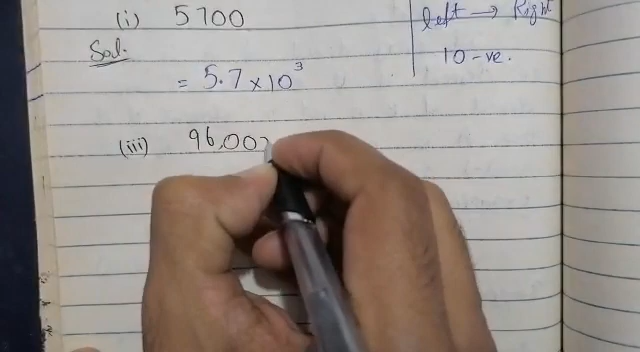 (i) 5700
Sol.
= 5.7 × 10³
(iii) 96,00
left → Right
10 -ve.